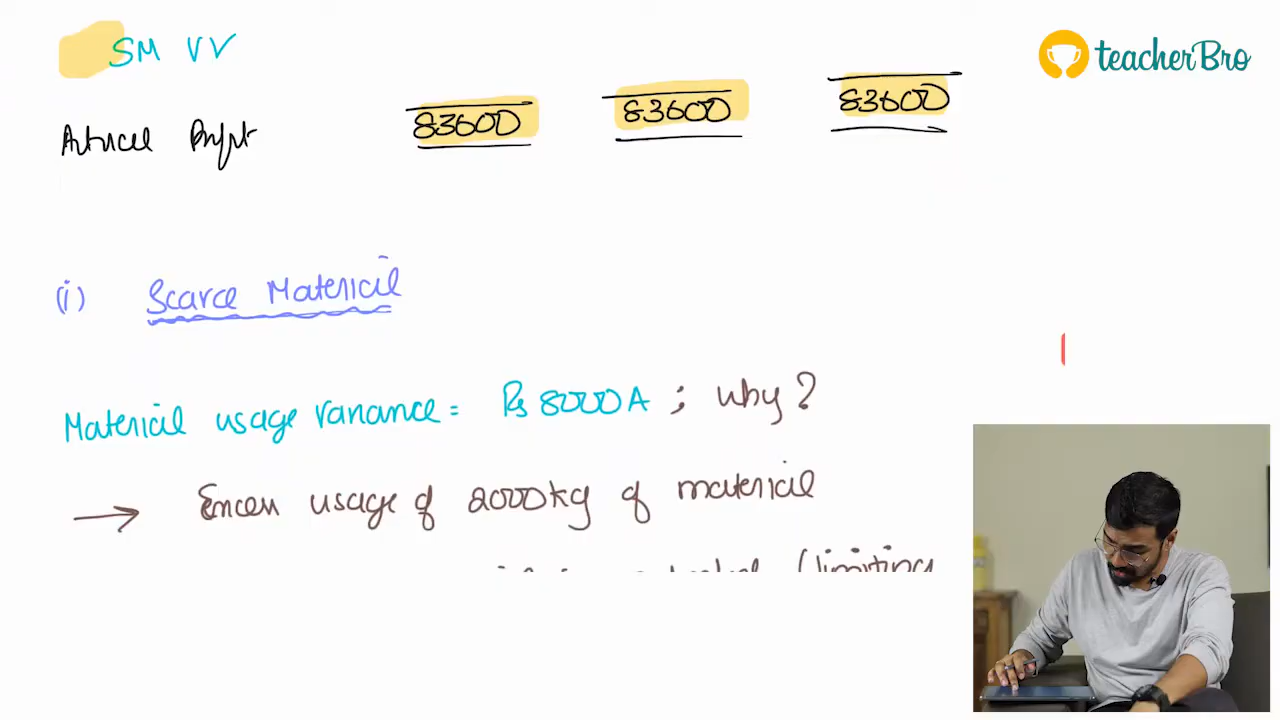 SM VV
teacherBro
Actual Profit 83600 83600 83600
(i) Scarce Material
Material usage variance = Rs 8000A ; why?
→ Excess usage of 2000kg of material
(limiting